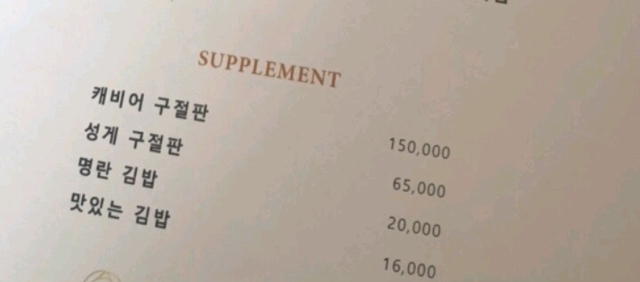 SUPPLEMENT
캐비어 구절판 150,000
성게 구절판 65,000
명란 김밥 20,000
맛있는 김밥 16,000